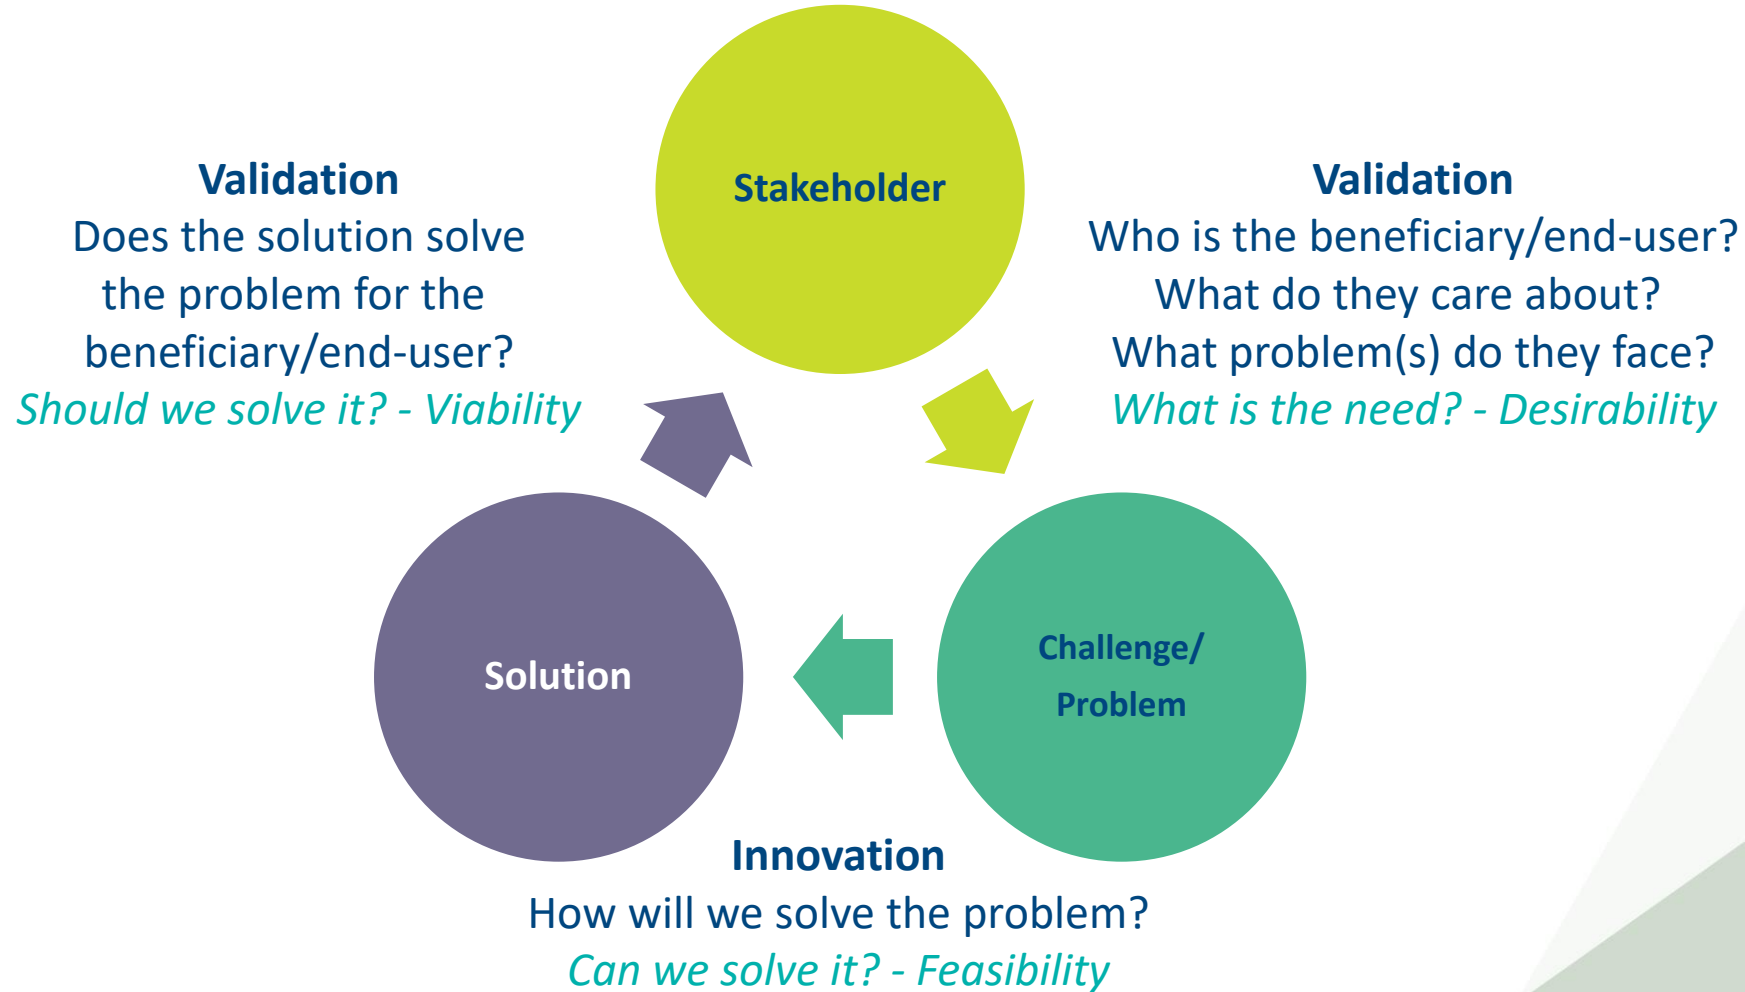 Stakeholder
Validation
Does the solution solve
the problem for the
beneficiary/end-user?
Should we solve it? - Viability
Validation
Who is the beneficiary/end-user?
What do they care about?
What problem(s) do they face?
What is the need? - Desirability
Solution
Challenge/
Problem
Innovation
How will we solve the problem?
Can we solve it? - Feasibility